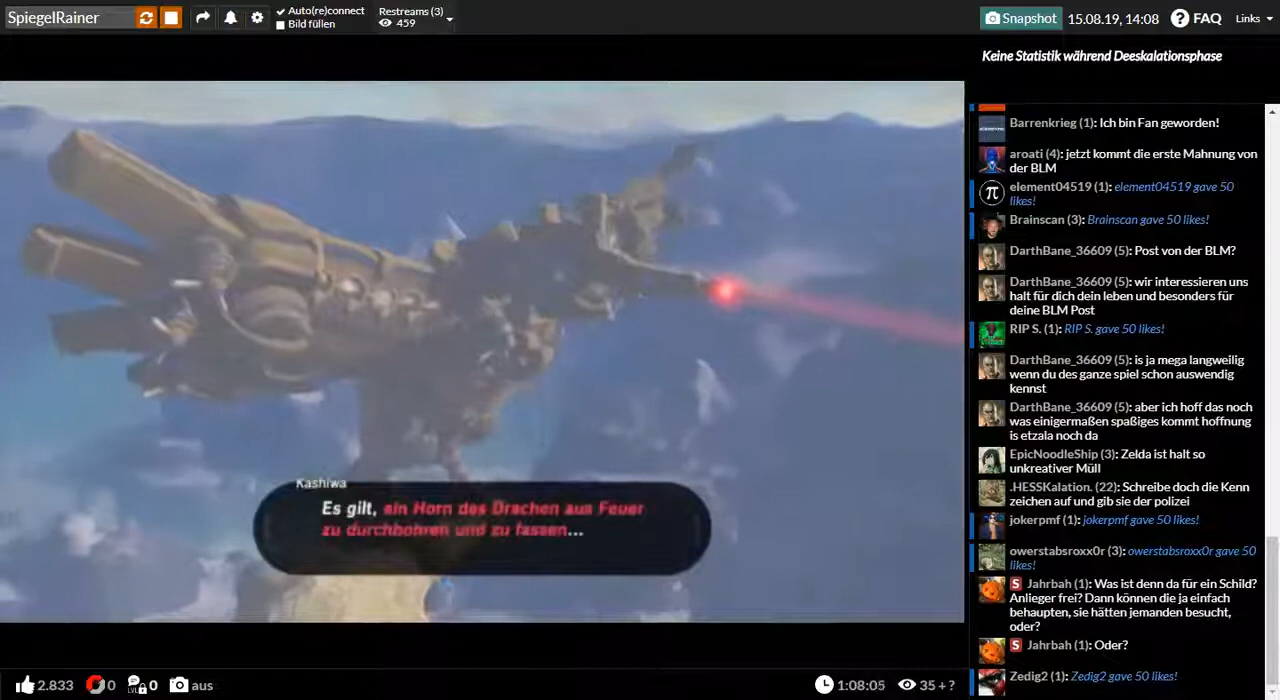 SpiegelRainer
Auto(re)connect
Bild füllen
Restreams (3)
459
Snapshot
15.08.19, 14:08
? FAQ
Links
Keine Statistik während Deeskalationsphase
Barrenkrieg (1): Ich bin Fan geworden!
aroati (4): jetzt kommt die erste Mahnung von
der BLM
π
element04519 (1): element04519 gave 50
likes!
Brainscan (3): Brainscan gave 50 likes!
DarthBane_36609 (5): Post von der BLM?
DarthBane_36609 (5): wir interessieren uns
halt für dich dein leben und besonders für
deine BLM Post
RIP S. (1): RIP S. gave 50 likes!
DarthBane_36609 (5): is ja mega langweilig
wenn du des ganze spiel schon auswendig
kennst
DarthBane_36609 (5): aber ich hoff das noch
was einigermaßen spaßiges kommt hoffnung
is etzala noch da
EpicNoodleShip (3): Zelda ist halt so
unkreativer Müll
.HESSKalation. (22): Schreibe doch die Kenn
zeichen auf und gib sie der polizei
jokerpmf (1): jokerpmf gave 50 likes!
owerstabsroxx0r (3): owerstabsroxx0r gave 50
likes!
S Jahrbah (1): Was ist denn da für ein Schild?
Anlieger frei? Dann können die ja einfach
behaupten, sie hätten jemanden besucht,
oder?
S Jahrbah (1): Oder?
Zedig2 (1): Zedig2 gave 50 likes!
Kashiwa
Es gilt, ein Horn des Drachen aus Feuer
zu durchbohren und zu fassen...
2.833
0
LVL 0
aus
1:08:05
35 + ?